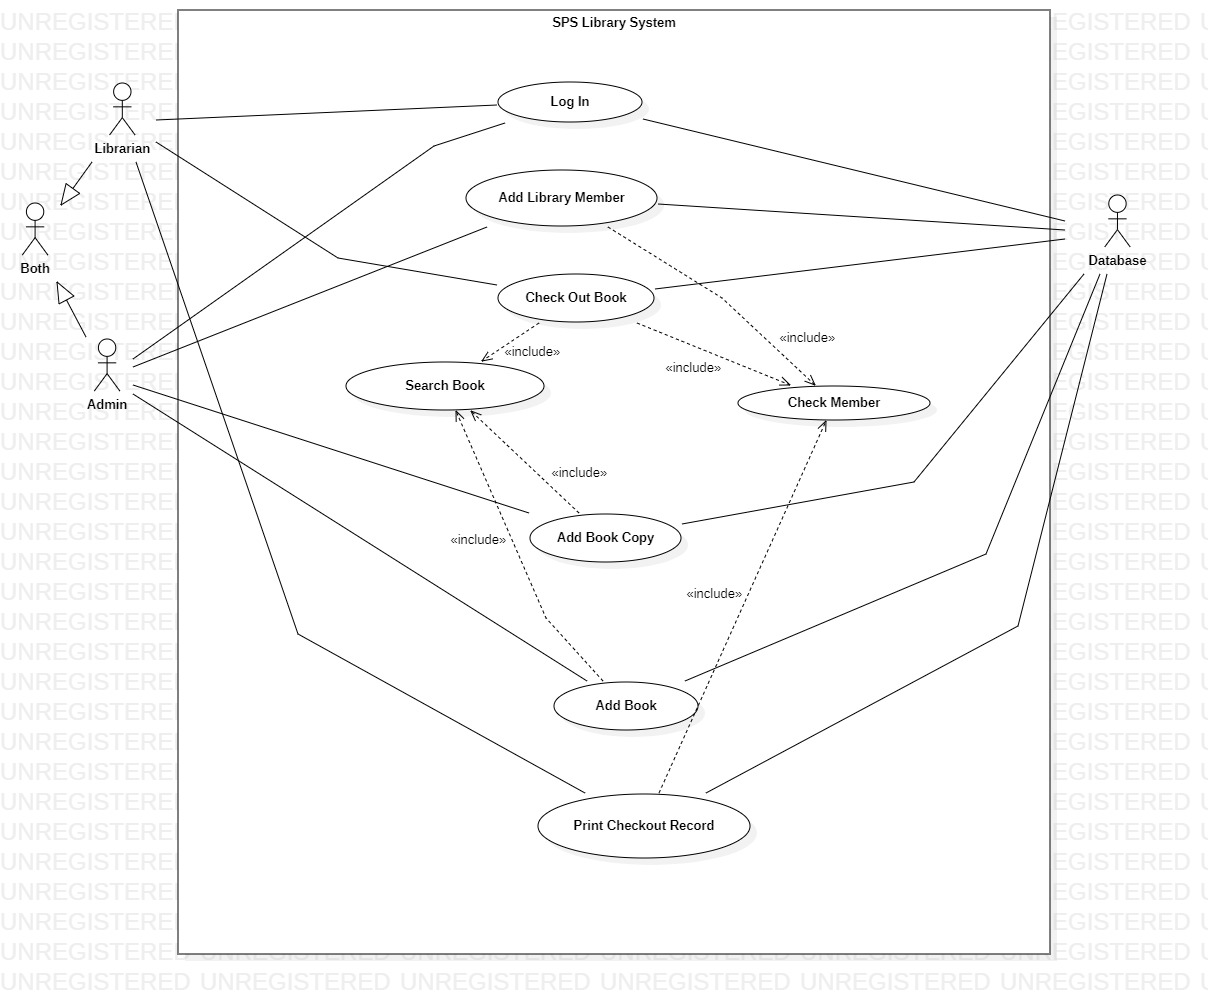 SPS Library System
Log In
Librarian
Add Library Member
Both
Database
Check Out Book
«include»
«include»
«include»
Search Book
Check Member
Admin
«include»
Add Book Copy
«include»
«include»
Add Book
Print Checkout Record
UNREGISTERED UNREGISTERED UNREGISTERED UNREGISTERED UNREGISTERED UNREGISTERED